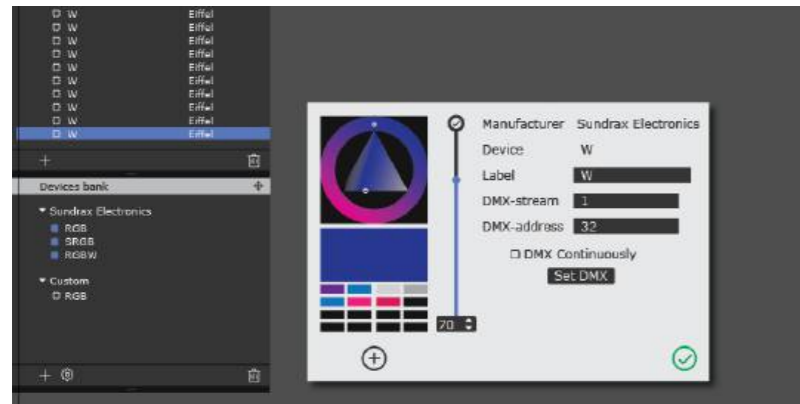 W Eiffel
W Eiffel
W Eiffel
W Eiffel
W Eiffel
W Eiffel
W Eiffel
W Eiffel
W Eiffel
W Eiffel
Devices bank
Sundrax Electronics
RGB
SRGB
RGBW
Custom
RGB
Manufacturer Sundrax Electronics
Device W
Label W
DMX-stream 1
DMX-address 32
DMX Continuously
Set DMX
70